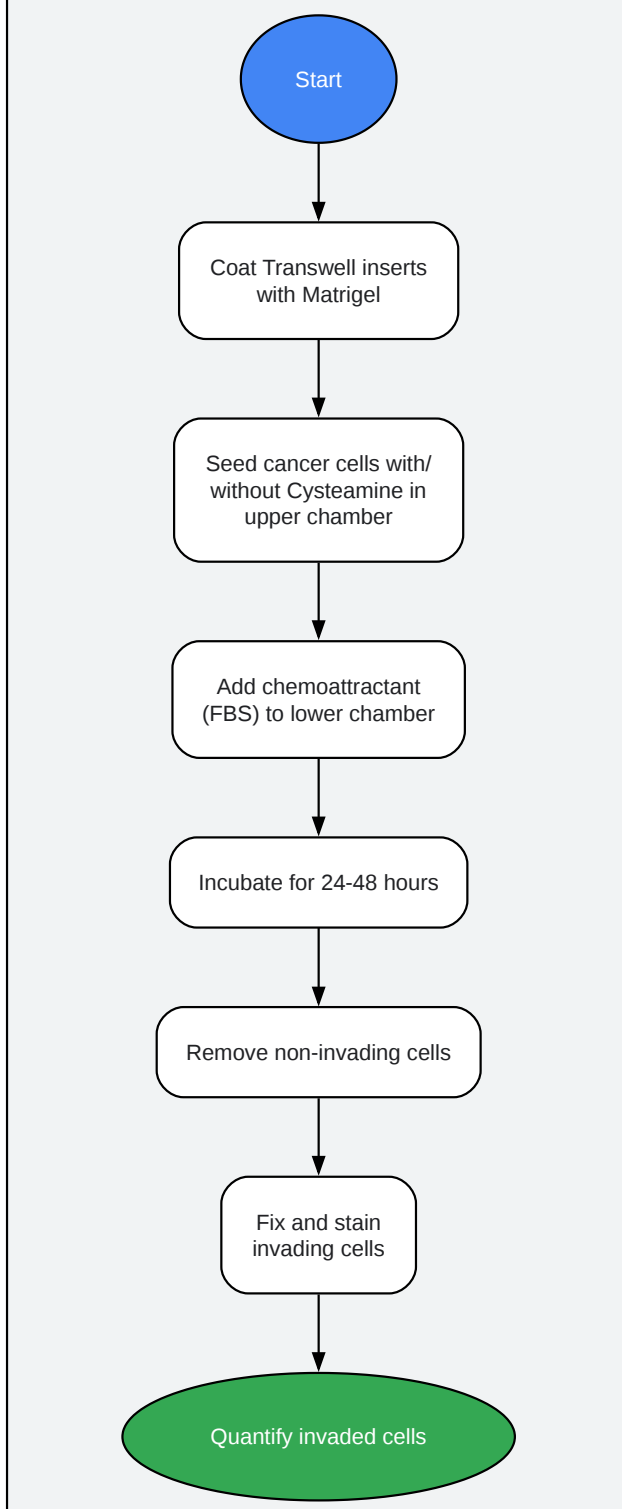 Start
Coat Transwell inserts
with Matrigel
Seed cancer cells with/
without Cysteamine in
upper chamber
Add chemoattractant
(FBS) to lower chamber
Incubate for 24-48 hours
Remove non-invading cells
Fix and stain
invading cells
Quantify invaded cells